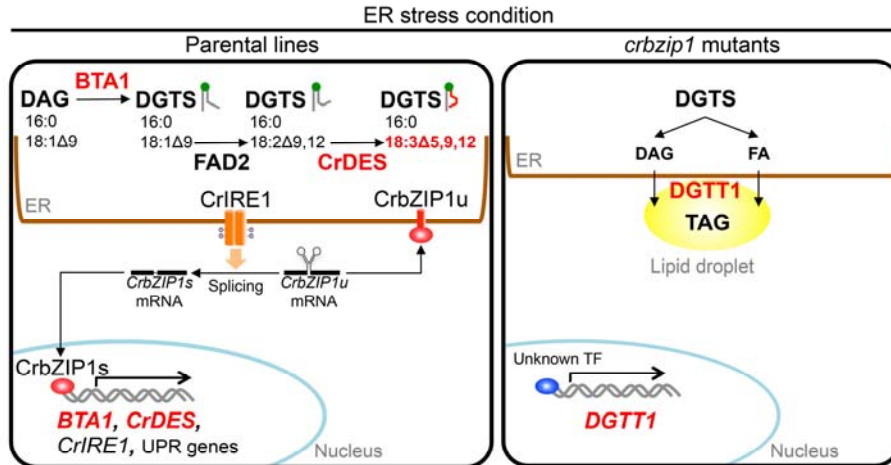 ER stress condition
Parental lines
crbzip1 mutants
BTA1
DAG
DGTS
DGTS
DGTS
16:0
16:0
16:0
16:0
18:1Δ9
18:1Δ9
18:2Δ9,12
18:3Δ5,9,12
FAD2
CrDES
ER
CrIRE1
CrbZIP1u
CrbZIP1s
mRNA
Splicing
CrbZIP1u
mRNA
CrbZIP1s
BTA1, CrDES,
CrIRE1, UPR genes
Nucleus
DGTS
DAG
FA
ER
DGTT1
TAG
Lipid droplet
Unknown TF
DGTT1
Nucleus